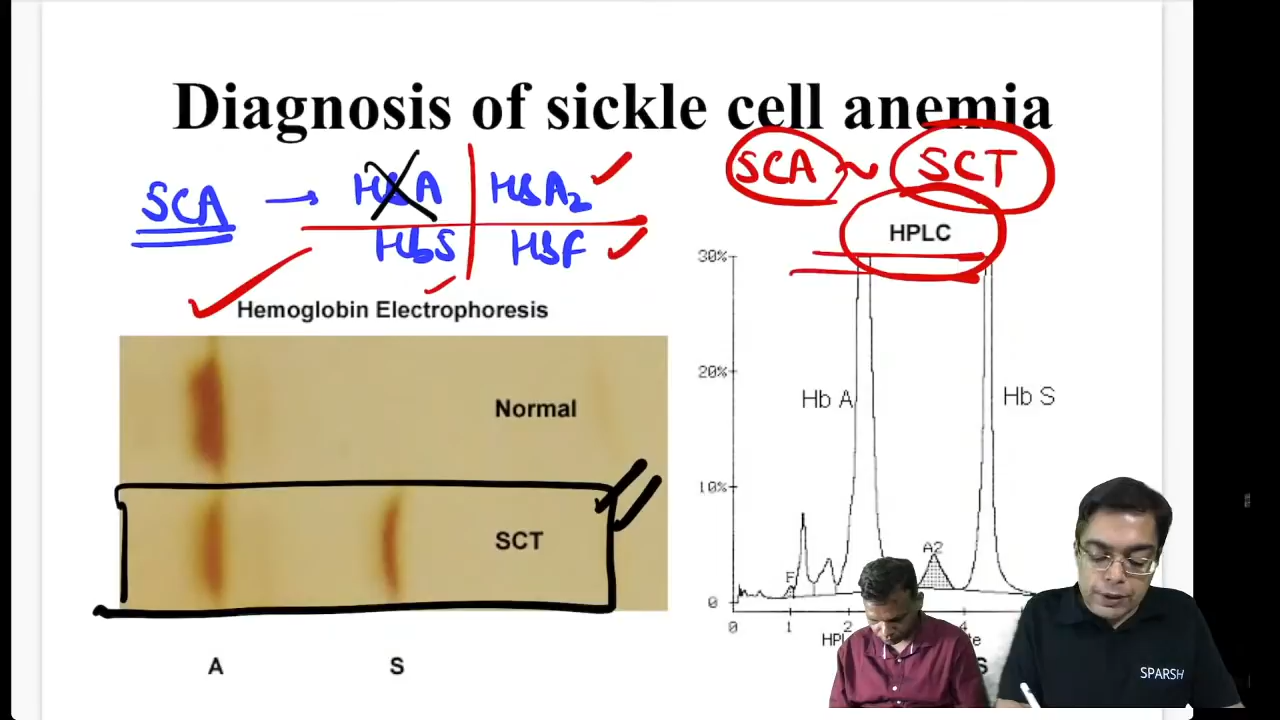 Diagnosis of sickle cell anemia
SCA → HbA HbA2
HbS HbF
SCA ~ SCT
HPLC
Hemoglobin Electrophoresis
Normal
SCT
A S
30%
20%
10%
0
Hb A
Hb S
F
A2
0 1 2 4
SPARSH